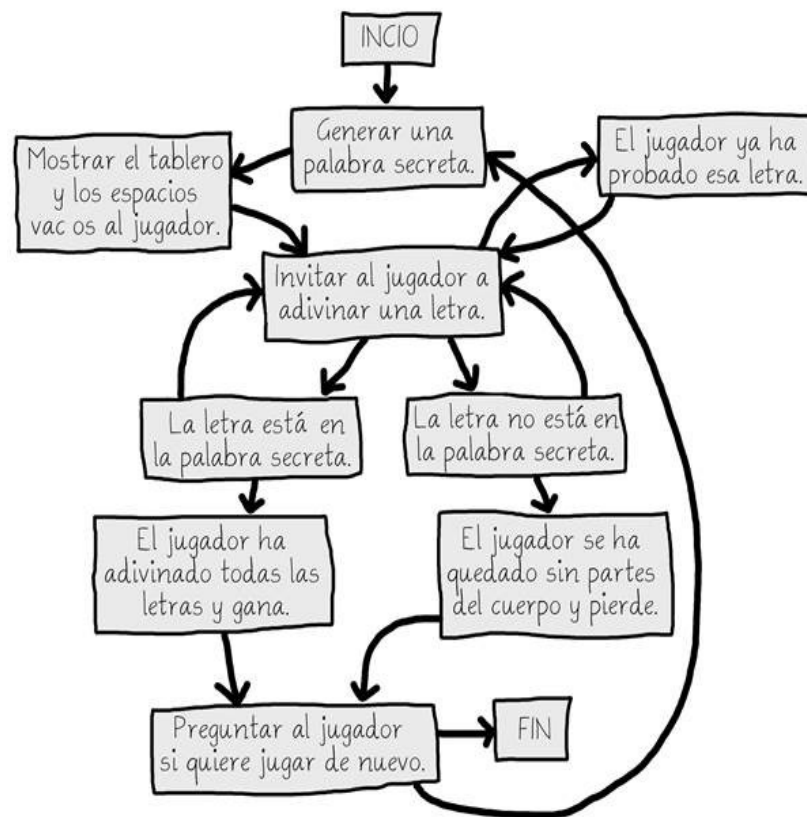 INCIO
Generar una
palabra secreta.
El jugador ya ha
probado esa letra.
Mostrar el tablero
y los espacios
vac os al jugador.
Invitar al jugador a
adivinar una letra.
La letra está en
la palabra secreta.
La letra no está en
la palabra secreta.
El jugador ha
adivinado todas las
letras y gana.
El jugador se ha
quedado sin partes
del cuerpo y pierde.
Preguntar al jugador
si quiere jugar de nuevo.
FIN